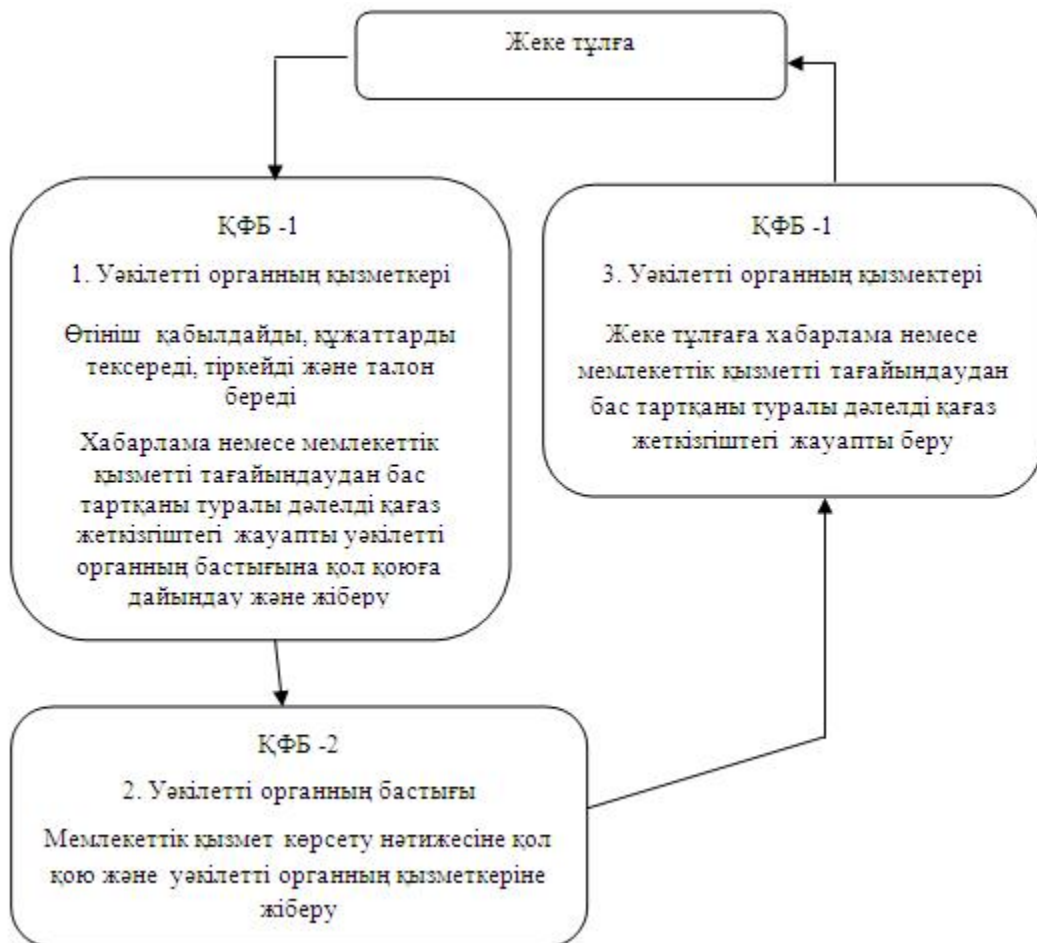 Жеке тұлға
ҚФБ -1
1. Уәкілетті органның қызметкері
Өтініш қабылдайды, құжаттарды
тексереді, тіркейді және талон
береді
Хабарлама немесе мемлекеттік
қызметті тағайындаудан бас
тартқаны туралы дәлелді қағаз
жеткізгіштегі жауапты уәкілетті
органның бастығына қол қоюға
дайындау және жіберу
ҚФБ -2
2. Уәкілетті органның бастығы
Мемлекеттік қызмет көрсету нәтижесіне қол
қою және уәкілетті органның қызметкеріне
жіберу
ҚФБ -1
3. Уәкілетті органның қызмектері
Жеке тұлғаға хабарлама немесе
мемлекеттік қызметті тағайындаудан
бас тартқаны туралы дәлелді қағаз
жеткізгіштегі жауапты беру